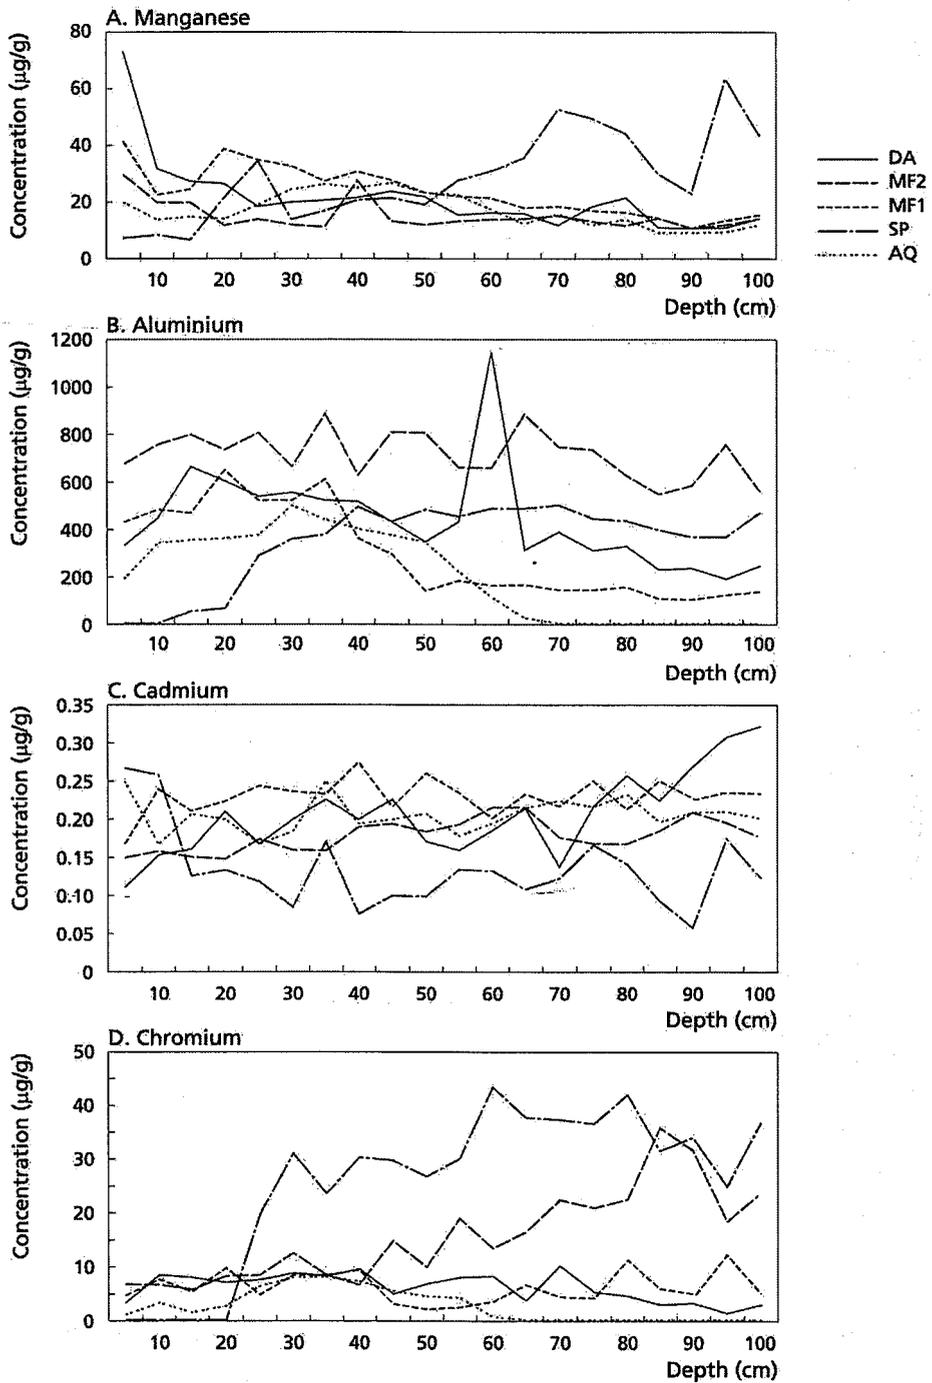 A. Manganese
Concentration (µg/g)
80
60
40
20
0
10 20 30 40 50 60 70 80 90 100
Depth (cm)
DA
MF2
MF1
SP
AQ
B. Aluminium
Concentration (µg/g)
1200
1000
800
600
400
200
0
10 20 30 40 50 60 70 80 90 100
Depth (cm)
C. Cadmium
Concentration (µg/g)
0.35
0.30
0.25
0.20
0.15
0.10
0.05
0
10 20 30 40 50 60 70 80 90 100
Depth (cm)
D. Chromium
Concentration (µg/g)
50
40
30
20
10
0
10 20 30 40 50 60 70 80 90 100
Depth (cm)